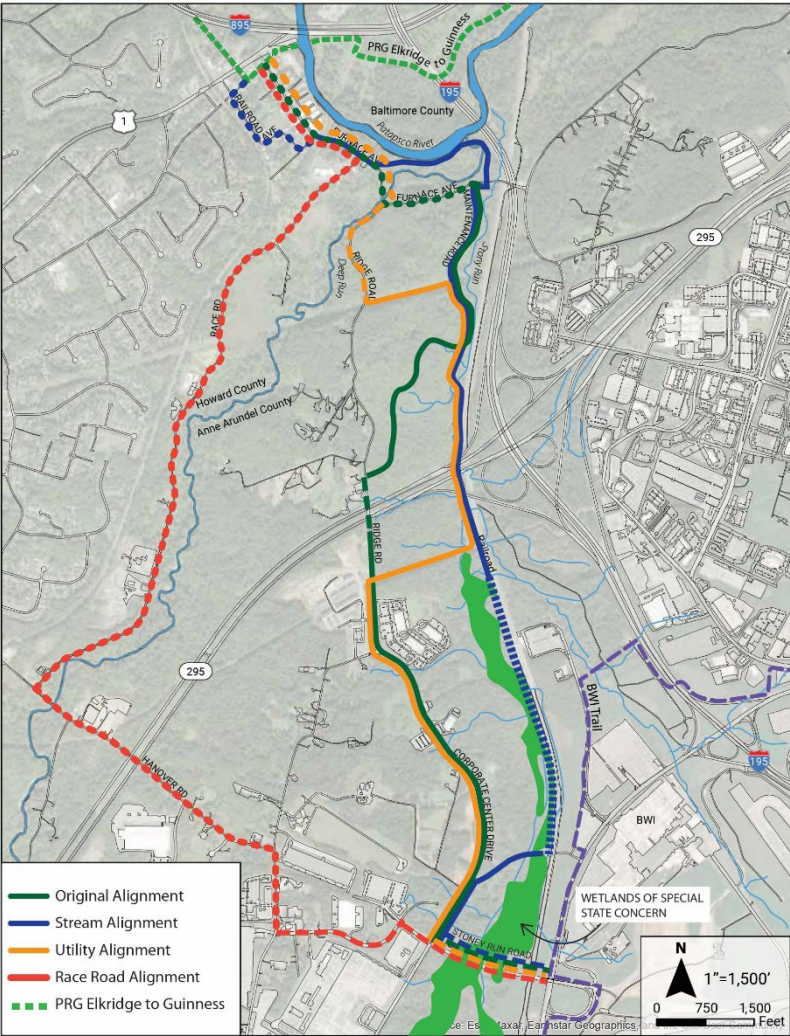 895
PRG Elkridge to Guinness
195
1
Baltimore County
RAILROAD AVE
FURNACE AVE
Patapsco River
FURNACE AVE
MAINTENANCE ROAD
295
Stony Run
RIDGE ROAD
Deep Run
RACE RD
Howard County
Anne Arundel County
RIDGE RD
Railroad
295
BWI Trail
195
HANOVER RD
CORPORATE CENTER DRIVE
BWI
WETLANDS OF SPECIAL
STATE CONCERN
STONEY RUN ROAD
Original Alignment
Stream Alignment
Utility Alignment
Race Road Alignment
PRG Elkridge to Guinness
N
1"=1,500'
0 750 1,500
Feet
Earthstar Geographics